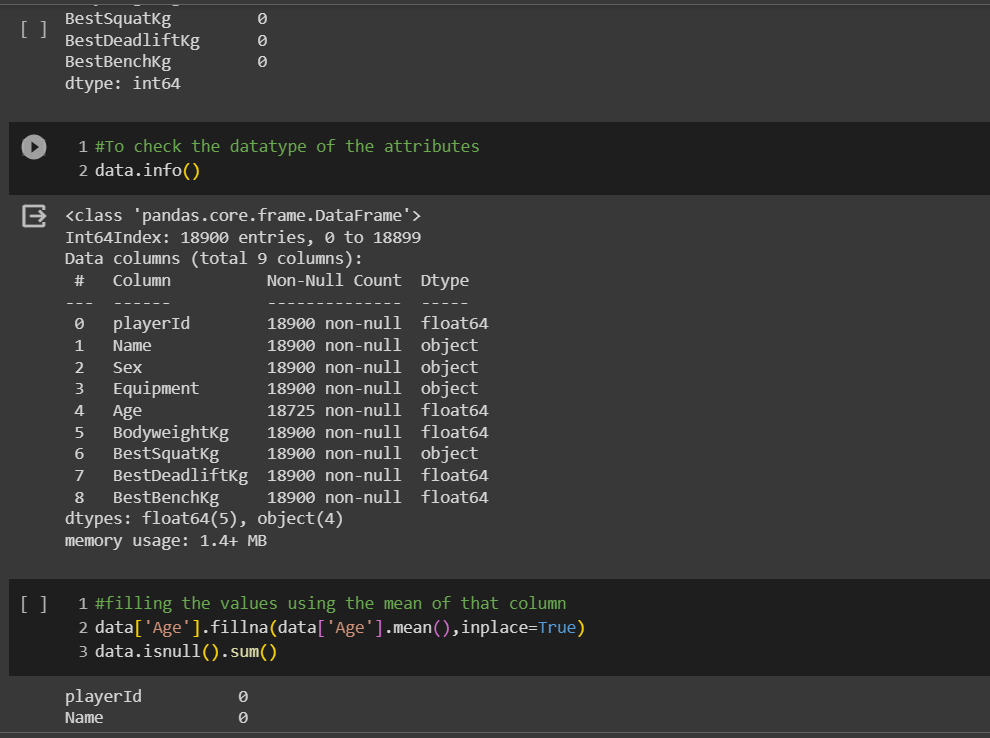 BestSquatKg         0
[ ] BestDeadliftKg      0
BestBenchKg         0
dtype: int64
1 #To check the datatype of the attributes
2 data.info()
<class 'pandas.core.frame.DataFrame'>
Int64Index: 18900 entries, 0 to 18899
Data columns (total 9 columns):
 #   Column          Non-Null Count  Dtype
---  ------          --------------  -----
 0   playerId        18900 non-null  float64
 1   Name            18900 non-null  object
 2   Sex             18900 non-null  object
 3   Equipment       18900 non-null  object
 4   Age             18725 non-null  float64
 5   BodyweightKg    18900 non-null  float64
 6   BestSquatKg     18900 non-null  object
 7   BestDeadliftKg  18900 non-null  float64
 8   BestBenchKg     18900 non-null  float64
dtypes: float64(5), object(4)
memory usage: 1.4+ MB
[ ] 1 #filling the values using the mean of that column
2 data['Age'].fillna(data['Age'].mean(),inplace=True)
3 data.isnull().sum()
playerId          0
Name              0